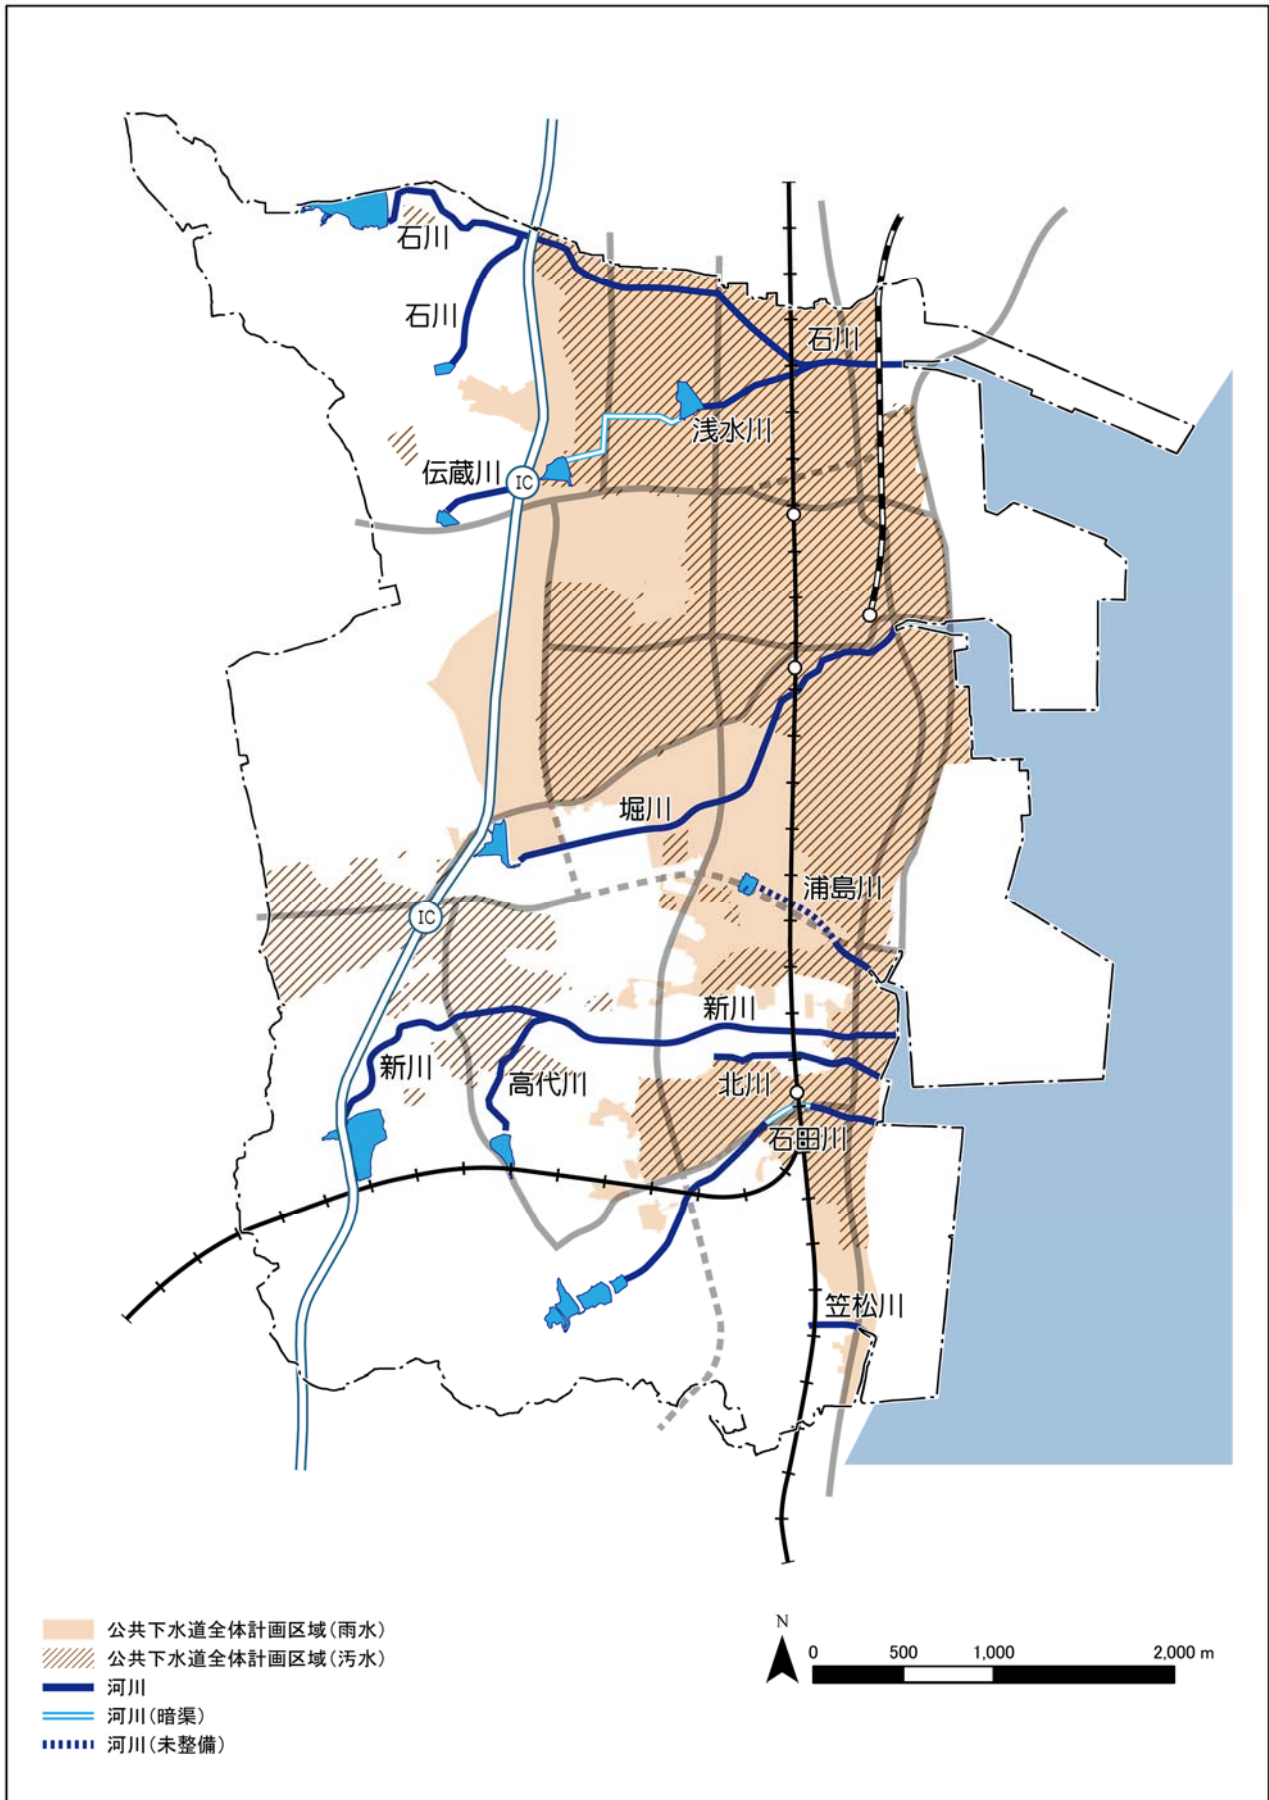 石川
石川
石川
浅水川
伝蔵川
IC
堀川
浦島川
IC
新川
新川
高代川
北川
石田川
笠松川
公共下水道全体計画区域(雨水)
公共下水道全体計画区域(汚水)
河川
河川(暗渠)
河川(未整備)
N
0 500 1,000 2,000 m